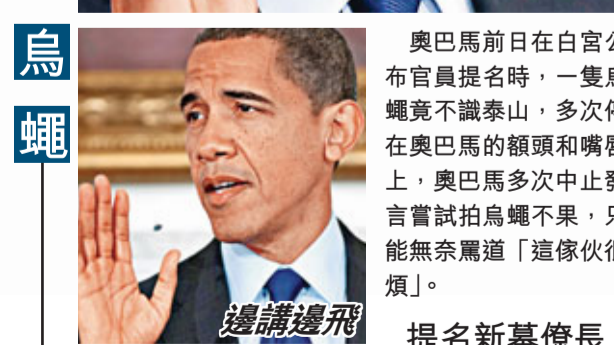 烏
蠅
邊講邊飛
奧巴馬前日在白宮公
布官員提名時，一隻烏
蠅竟不識泰山，多次停
在奧巴馬的額頭和嘴唇
上，奧巴馬多次中止發
言嘗試拍烏蠅不果，只
能無奈罵道「這傢伙很
煩」。
提名新幕僚長